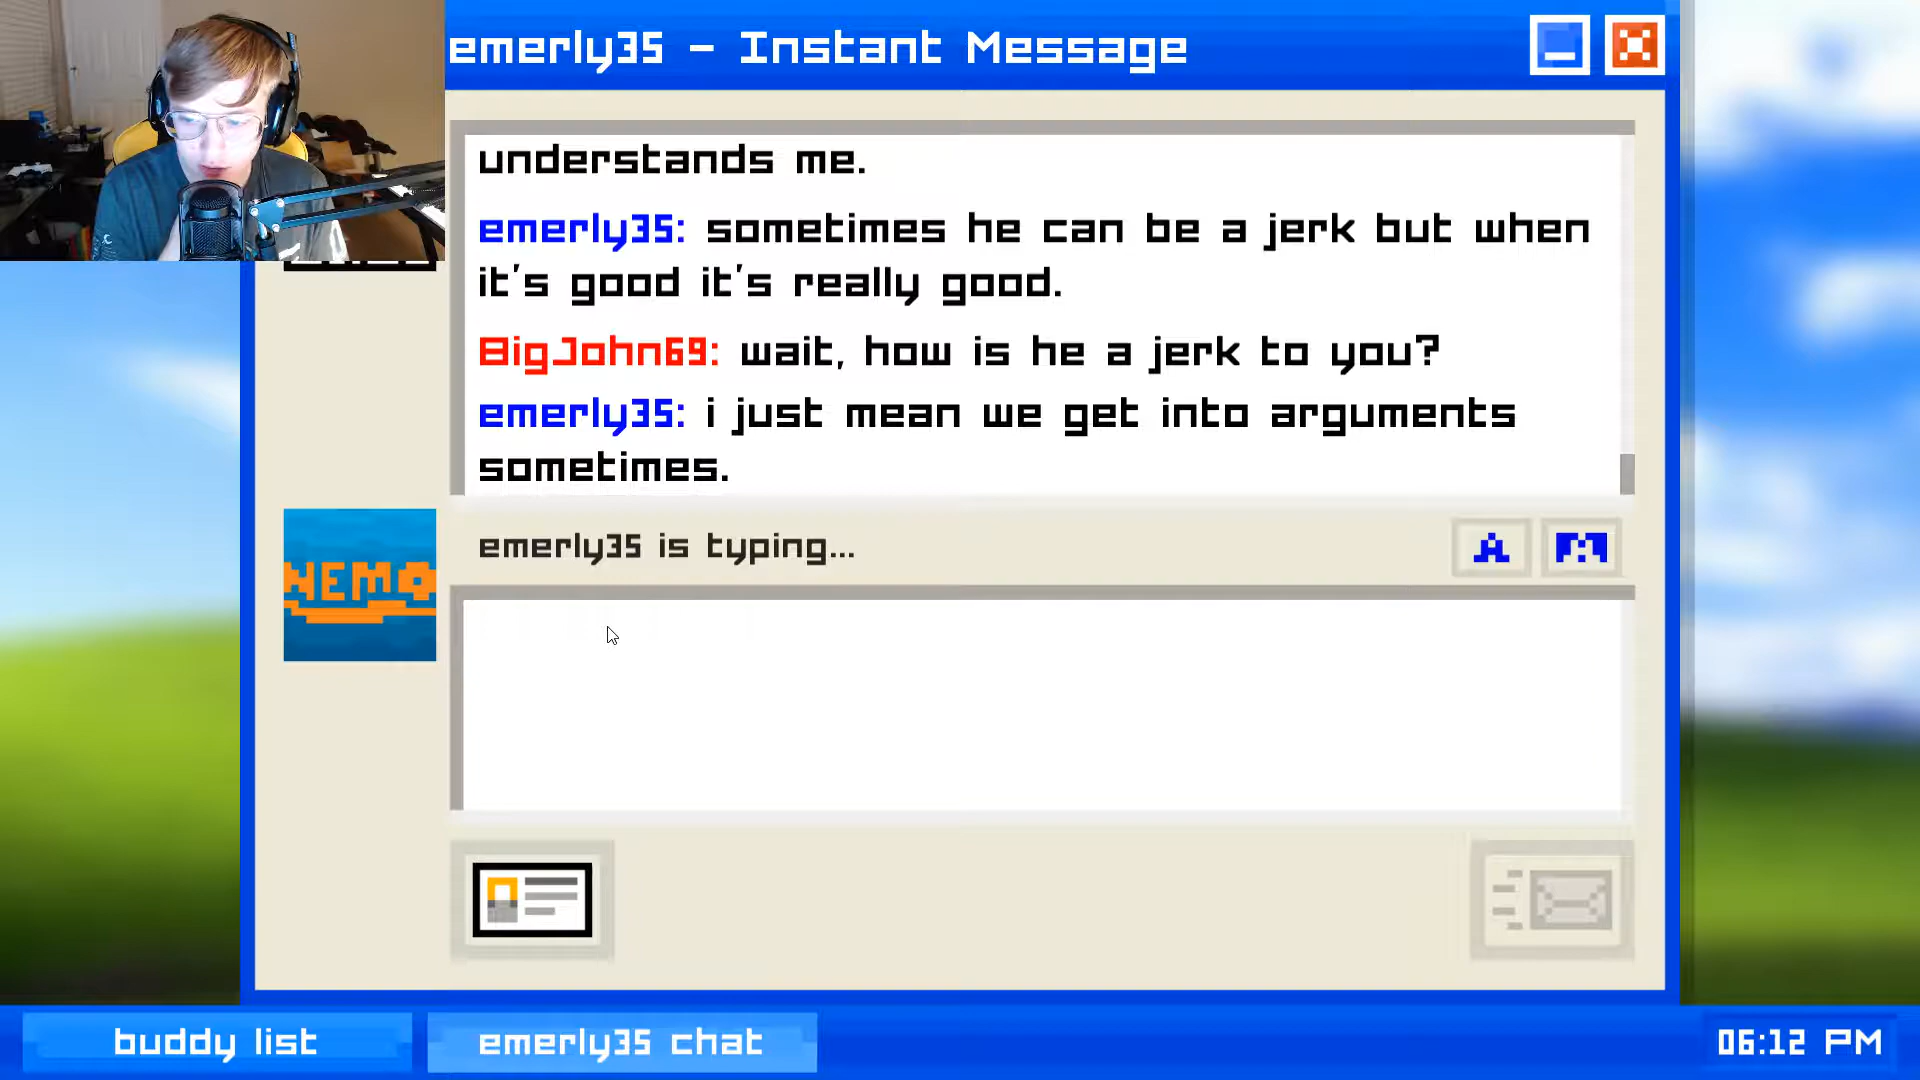 emerly35 - Instant Message
understands me.
emerly35: sometimes he can be a jerk but when
it's good it's really good.
BigJohn69: wait, how is he a jerk to you?
emerly35: i just mean we get into arguments
sometimes.
emerly35 is typing...
A
NEMO
buddy list
emerly35 chat
06:12 PM